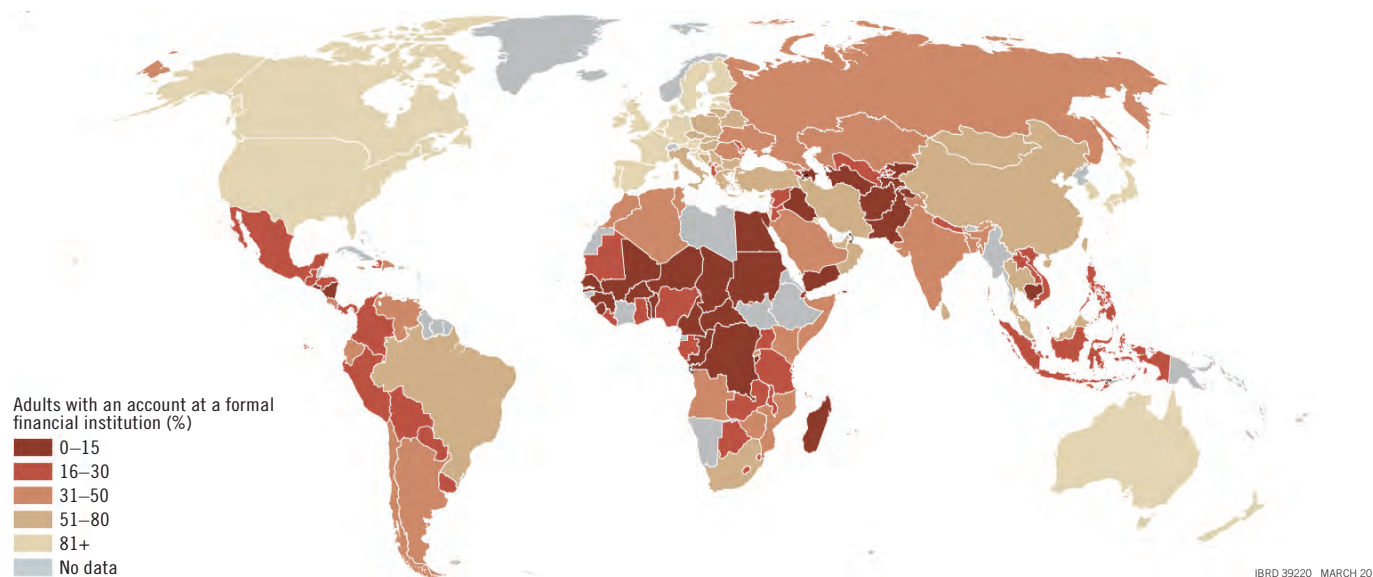 Adults with an account at a formal
financial institution (%)
0–15
16–30
31–50
51–80
81+
No data
IBRD 39220 MARCH 20